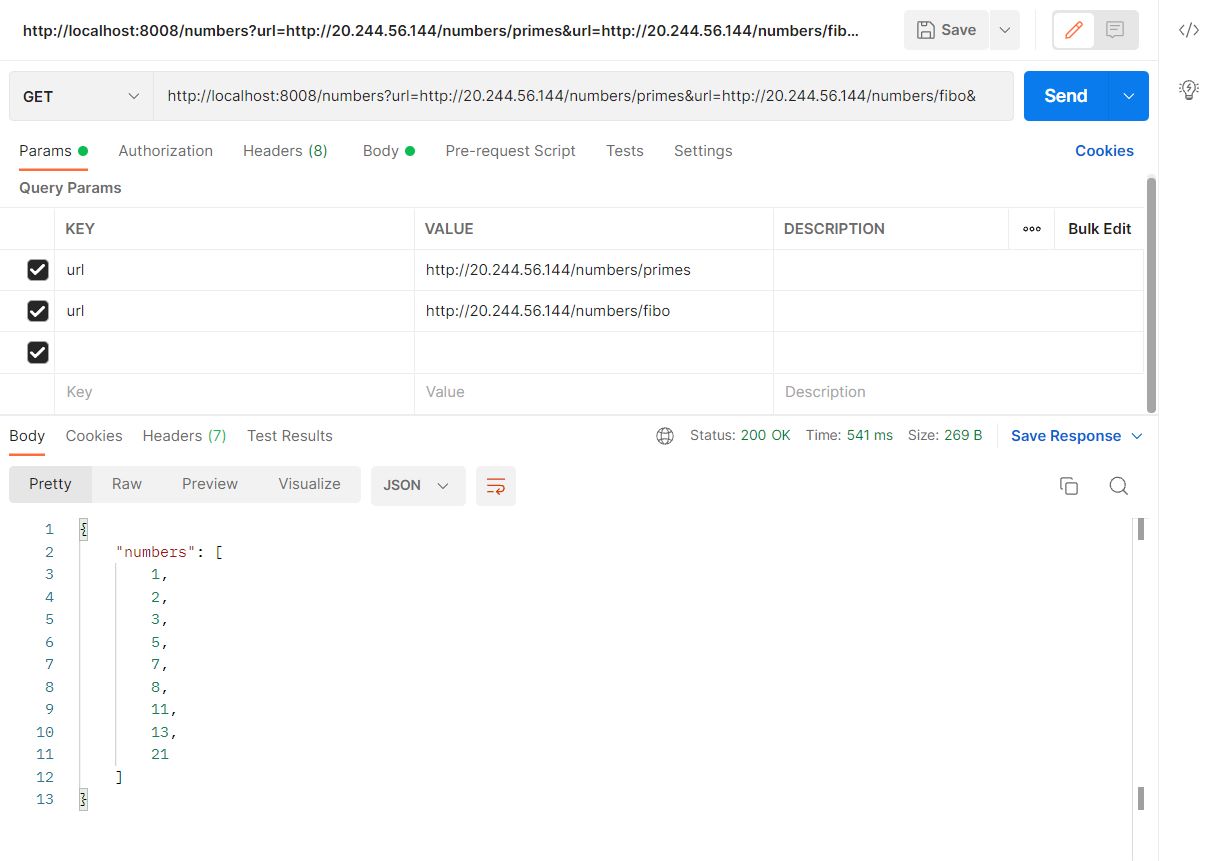 http://localhost:8008/numbers?url=http://20.244.56.144/numbers/primes&url=http://20.244.56.144/numbers/fib...
Save
GET
http://localhost:8008/numbers?url=http://20.244.56.144/numbers/primes&url=http://20.244.56.144/numbers/fibo&
Send
Params Authorization Headers (8) Body Pre-request Script Tests Settings Cookies
Query Params
KEY VALUE DESCRIPTION ooo Bulk Edit
url http://20.244.56.144/numbers/primes
url http://20.244.56.144/numbers/fibo
Key Value Description
Body Cookies Headers (7) Test Results Status: 200 OK Time: 541 ms Size: 269 B Save Response
Pretty Raw Preview Visualize JSON
1 {
2 "numbers": [
3 1,
4 2,
5 3,
6 5,
7 7,
8 8,
9 11,
10 13,
11 21
12 ]
13 }